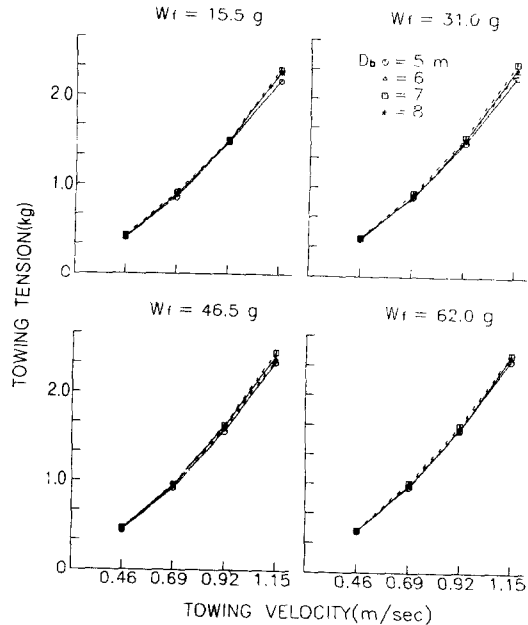 Wf = 15.5 g
Wf = 31.0 g
Db ○ = 5 m
△ = 6
□ = 7
★ = 8
2.0
1.0
0
TOWING TENSION(kg)
Wf = 46.5 g
Wf = 62.0 g
2.0
1.0
0
0.46 0.69 0.92 1.15 0.46 0.69 0.92 1.15
TOWING VELOCITY(m/sec)